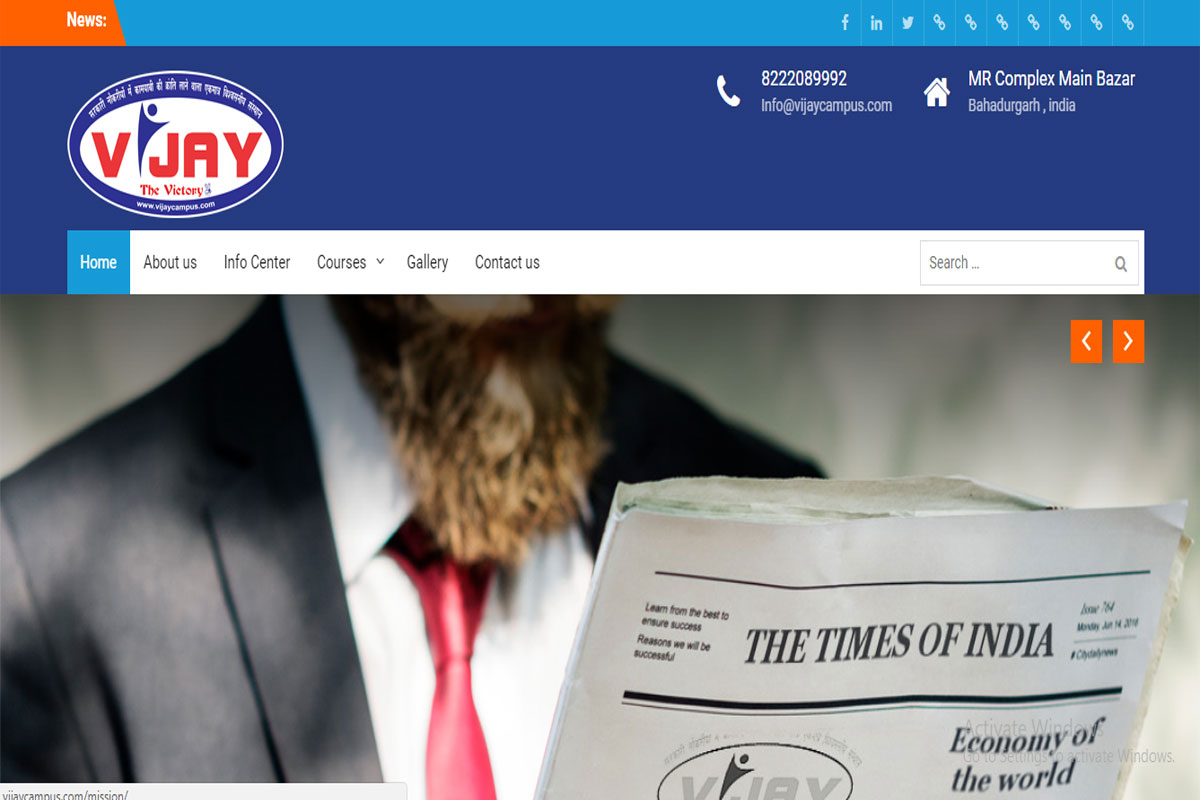 News:
8222089992
Info@vijaycampus.com
MR Complex Main Bazar
Bahadurgarh , india
सरकारी नौकरीयों में कामयाबी की क्रांति लाने वाला एकमात्र विश्वसनीय संस्थान
VIJAY
The Victory
www.vijaycampus.com
Home
About us
Info Center
Courses
Gallery
Contact us
Search ...
Learn from the best to
ensure success
Reasons we will be
successful
THE TIMES OF INDIA
Issue 764
Monday, Jun 14, 2018
#Citydailynews
VIJAY
Economy of
the world
Activate Windows
Go to Settings to activate Windows.
vijaycampus.com/mission/